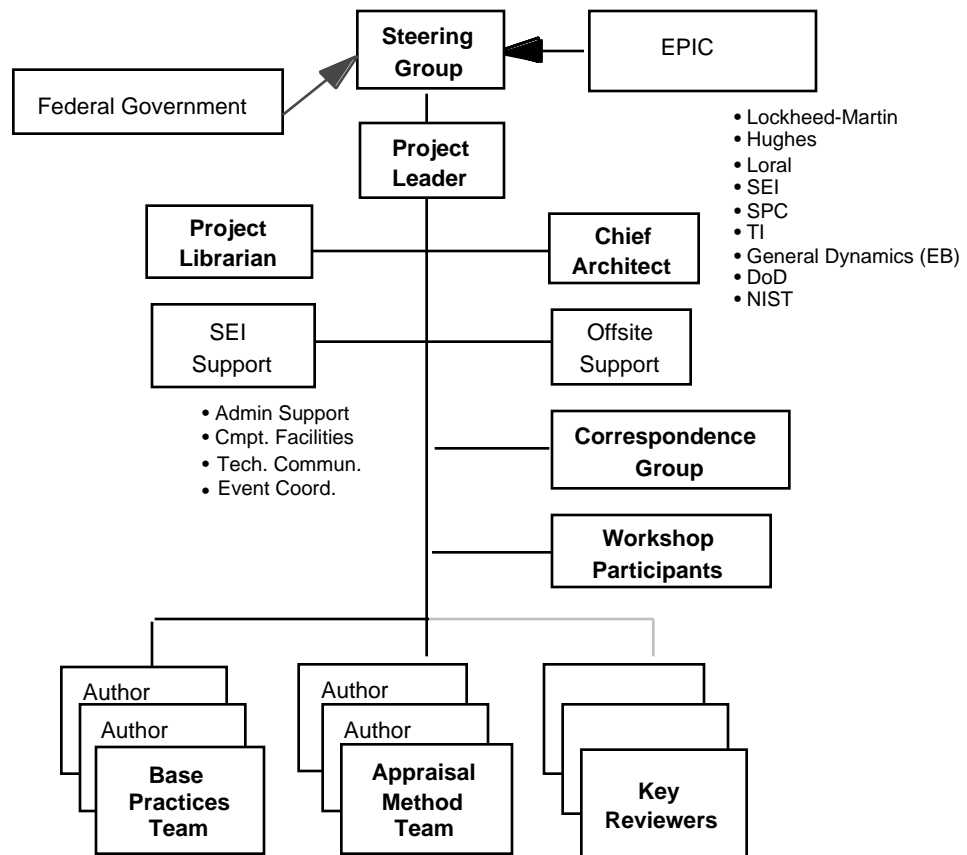 Steering
Group
EPIC
Federal Government
• Lockheed-Martin
• Hughes
• Loral
• SEI
• SPC
• TI
• General Dynamics (EB)
• DoD
• NIST
Project
Leader
Project
Librarian
Chief
Architect
SEI
Support
Offsite
Support
• Admin Support
• Cmpt. Facilities
• Tech. Commun.
• Event Coord.
Correspondence
Group
Workshop
Participants
Author
Author
Base
Practices
Team
Author
Author
Appraisal
Method
Team
Key
Reviewers